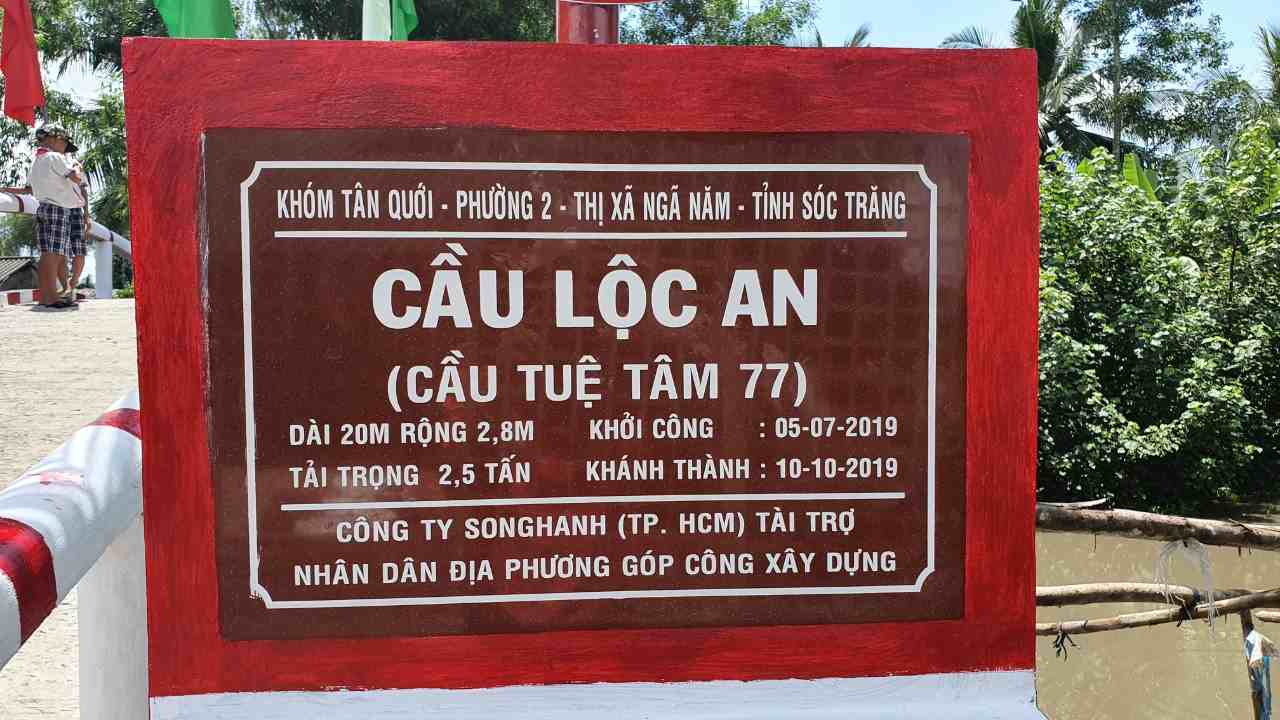 KHÓM TÂN QUỚI - PHƯỜNG 2 - THỊ XÃ NGÃ NĂM - TỈNH SÓC TRĂNG
CẦU LỘC AN
(CẦU TUỆ TÂM 77)
DÀI 20M RỘNG 2,8M KHỞI CÔNG : 05-07-2019
TẢI TRỌNG 2,5 TẤN KHÁNH THÀNH : 10-10-2019
CÔNG TY SONGHANH (TP. HCM) TÀI TRỢ
NHÂN DÂN ĐỊA PHƯƠNG GÓP CÔNG XÂY DỰNG